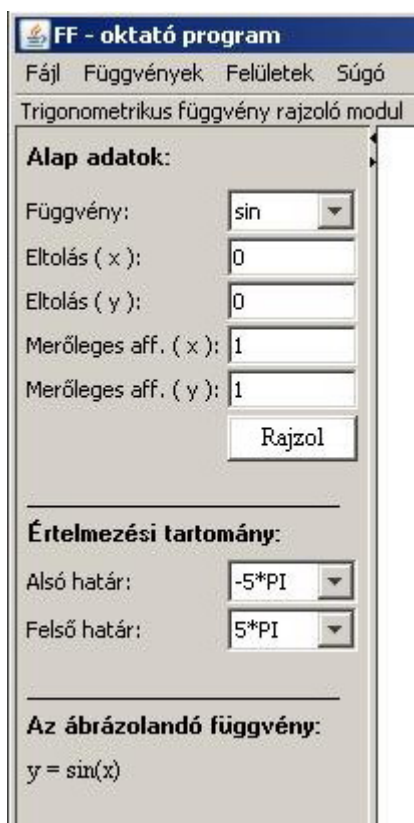 FF - oktató program
Fájl Függvények Felületek Súgó
Trigonometrikus függvény rajzoló modul
Alap adatok:
Függvény: sin
Eltolás ( x ): 0
Eltolás ( y ): 0
Merőleges aff. ( x ): 1
Merőleges aff. ( y ): 1
Rajzol
Értelmezési tartomány:
Alsó határ: -5*PI
Felső határ: 5*PI
Az ábrázolandó függvény:
y = sin(x)